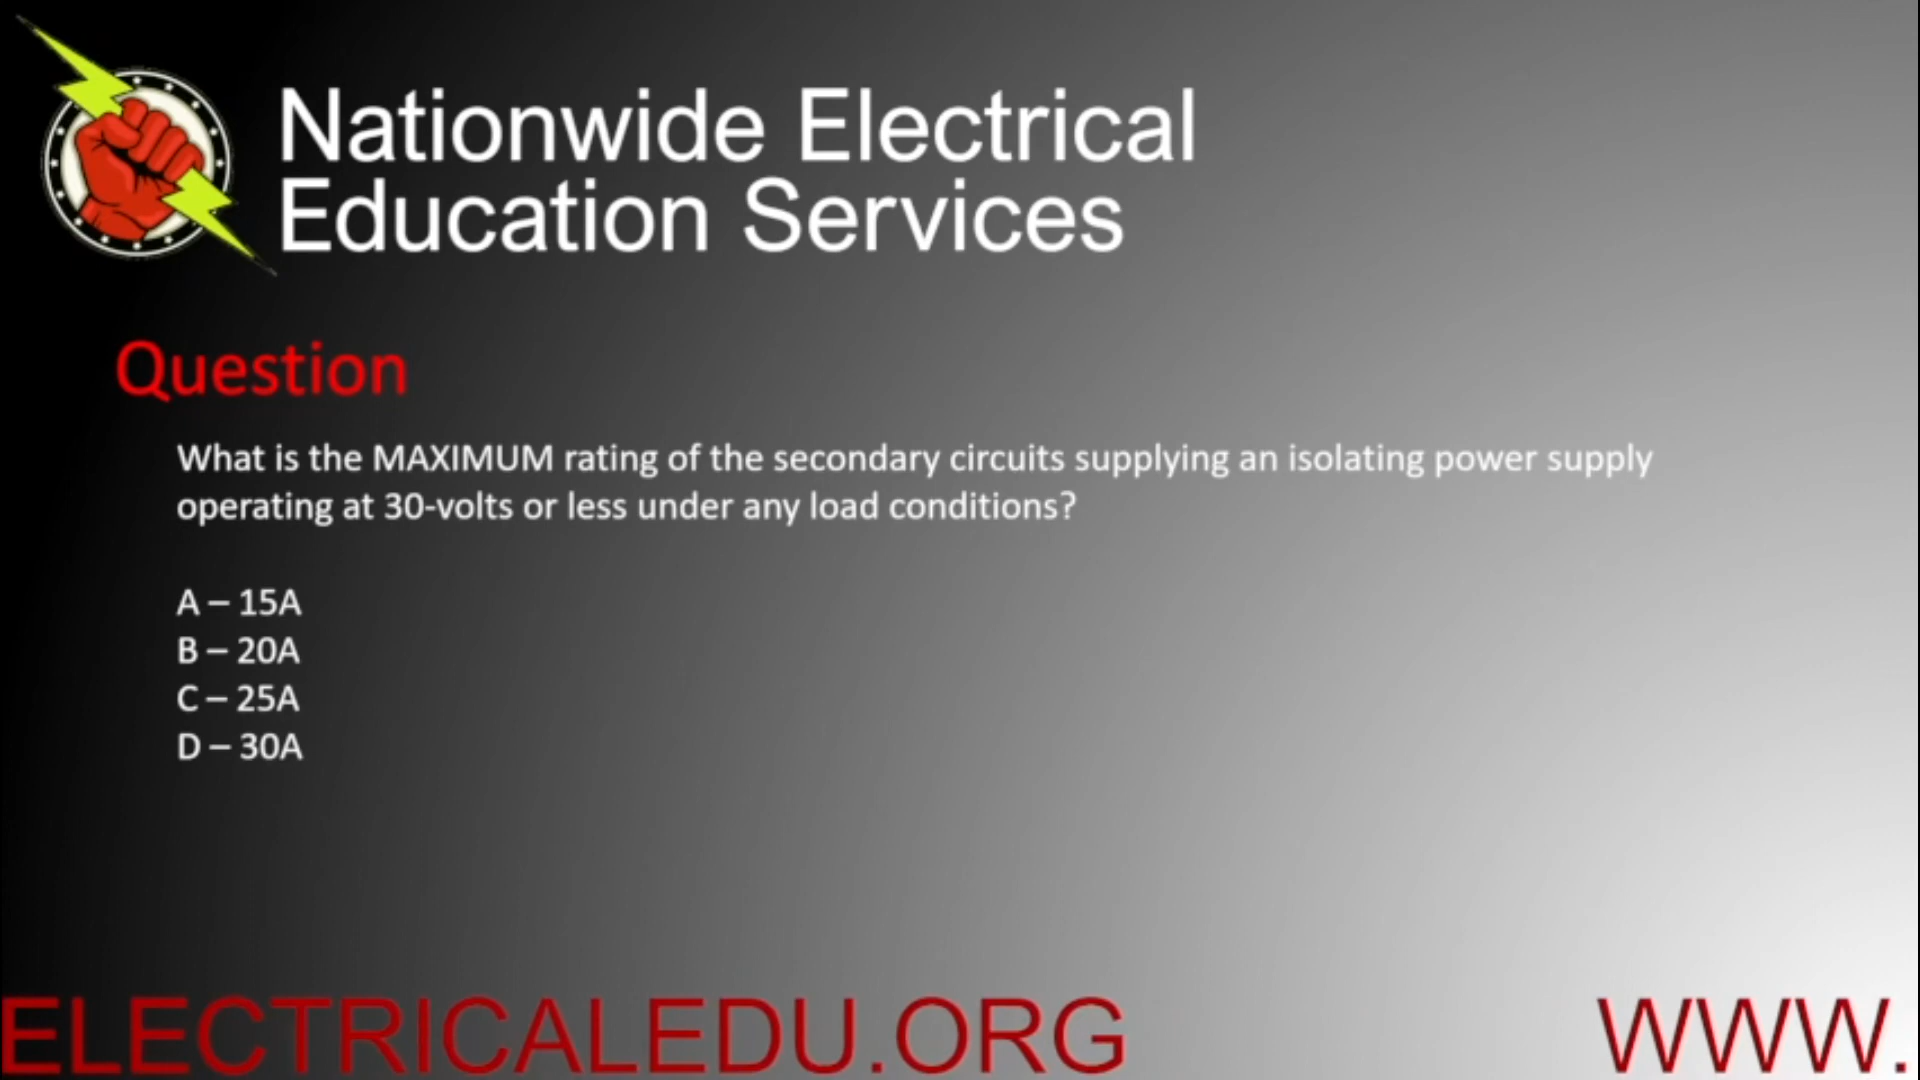 Nationwide Electrical
Education Services
Question
What is the MAXIMUM rating of the secondary circuits supplying an isolating power supply
operating at 30-volts or less under any load conditions?
A – 15A
B – 20A
C – 25A
D – 30A
ELECTRICALEDU.ORG WWW.